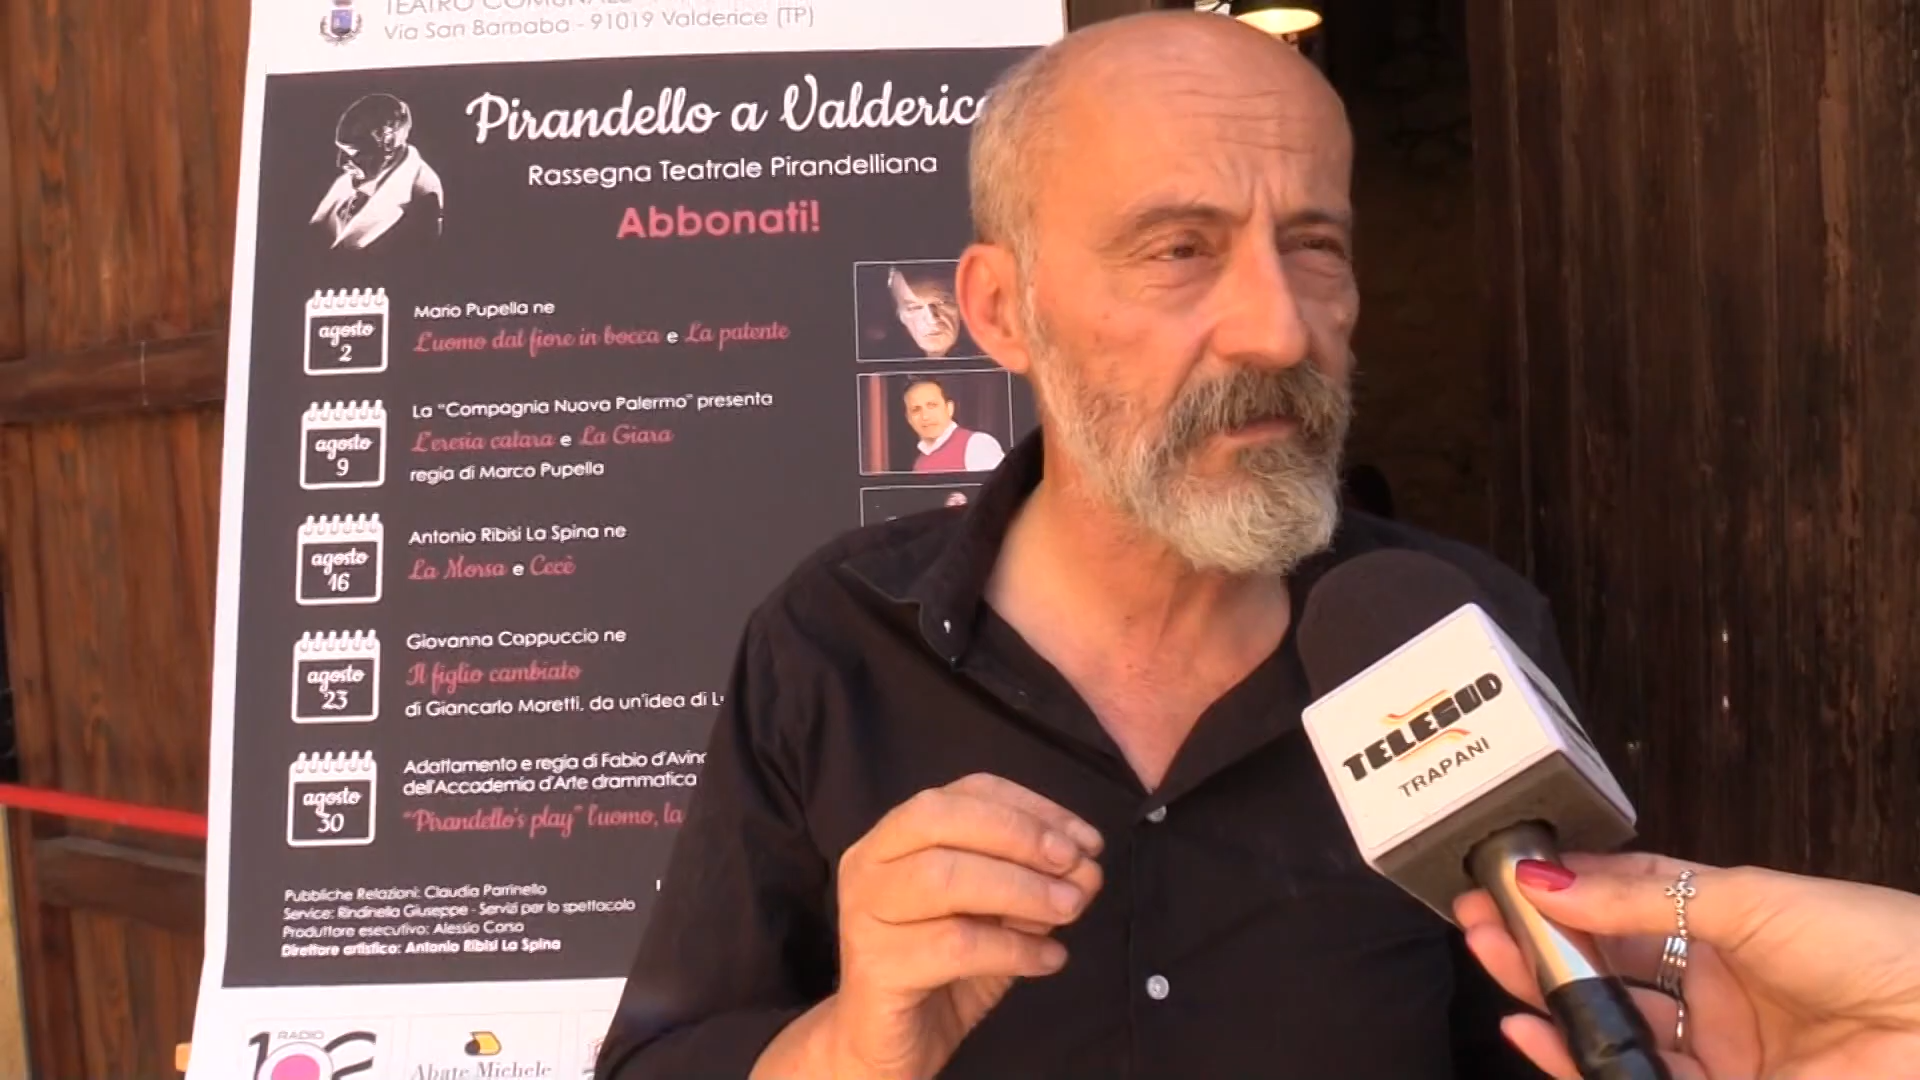 TEATRO COMUNALE
Via San Barnaba - 91019 Valderice (TP)
Pirandello a Valderice
Rassegna Teatrale Pirandelliana
Abbonati!
agosto
2
Mario Pupella ne
L'uomo dal fiore in bocca e La patente
agosto
9
La "Compagnia Nuova Palermo" presenta
L'eresia catara e La Giara
regia di Marco Pupella
agosto
16
Antonio Ribisi La Spina ne
La Morsa e Cecè
agosto
23
Giovanna Cappuccio ne
Il figlio cambiato
di Giancarlo Moretti, da un'idea di
agosto
30
Adattamento e regia di Fabio d'Avin
dell'Accademia d'Arte drammatica
"Pirandello's play" l'uomo, la
Pubbliche Relazioni: Claudia Parrinello
Service: Rindinella Giuseppe - Servizi per lo spettacolo
Produttore esecutivo: Alessio Corso
Direttore artistico: Antonio Ribisi La Spina
RADIO
102
Abate Michele
TELESUD
TRAPANI